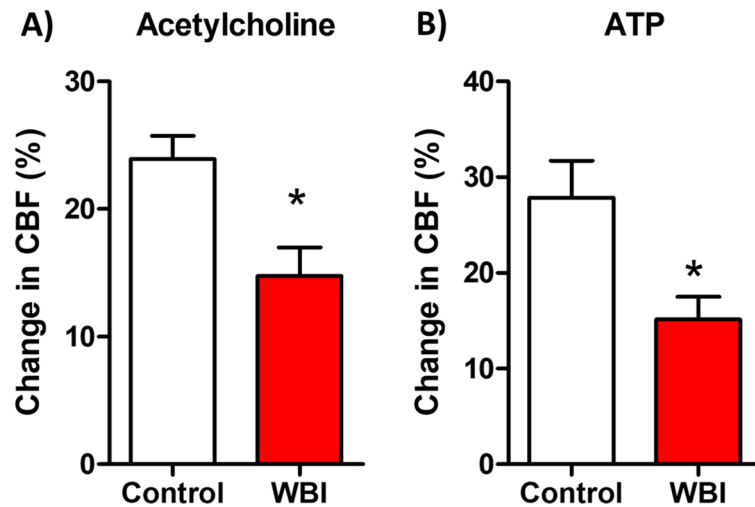 A) Acetylcholine
Change in CBF (%)
30
20
10
0
Control WBI
*
B) ATP
Change in CBF (%)
40
30
20
10
0
Control WBI
*